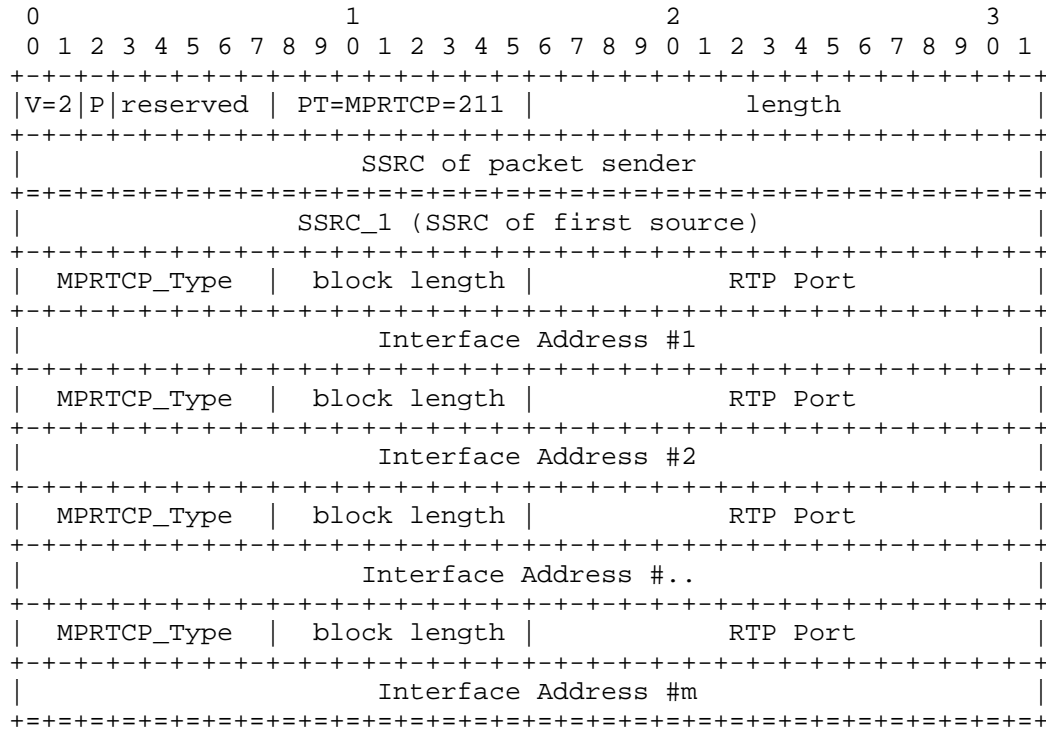 0                   1                   2                   3
 0 1 2 3 4 5 6 7 8 9 0 1 2 3 4 5 6 7 8 9 0 1 2 3 4 5 6 7 8 9 0 1
+-+-+-+-+-+-+-+-+-+-+-+-+-+-+-+-+-+-+-+-+-+-+-+-+-+-+-+-+-+-+-+-+
|V=2|P|reserved | PT=MPRTCP=211 |             length            |
+-+-+-+-+-+-+-+-+-+-+-+-+-+-+-+-+-+-+-+-+-+-+-+-+-+-+-+-+-+-+-+-+
|                     SSRC of packet sender                     |
+=+=+=+=+=+=+=+=+=+=+=+=+=+=+=+=+=+=+=+=+=+=+=+=+=+=+=+=+=+=+=+=+
|                 SSRC_1 (SSRC of first source)                 |
+-+-+-+-+-+-+-+-+-+-+-+-+-+-+-+-+-+-+-+-+-+-+-+-+-+-+-+-+-+-+-+-+
|  MPRTCP_Type  |  block length |            RTP Port           |
+-+-+-+-+-+-+-+-+-+-+-+-+-+-+-+-+-+-+-+-+-+-+-+-+-+-+-+-+-+-+-+-+
|                      Interface Address #1                     |
+-+-+-+-+-+-+-+-+-+-+-+-+-+-+-+-+-+-+-+-+-+-+-+-+-+-+-+-+-+-+-+-+
|  MPRTCP_Type  |  block length |            RTP Port           |
+-+-+-+-+-+-+-+-+-+-+-+-+-+-+-+-+-+-+-+-+-+-+-+-+-+-+-+-+-+-+-+-+
|                      Interface Address #2                     |
+-+-+-+-+-+-+-+-+-+-+-+-+-+-+-+-+-+-+-+-+-+-+-+-+-+-+-+-+-+-+-+-+
|  MPRTCP_Type  |  block length |            RTP Port           |
+-+-+-+-+-+-+-+-+-+-+-+-+-+-+-+-+-+-+-+-+-+-+-+-+-+-+-+-+-+-+-+-+
|                     Interface Address #..                     |
+-+-+-+-+-+-+-+-+-+-+-+-+-+-+-+-+-+-+-+-+-+-+-+-+-+-+-+-+-+-+-+-+
|  MPRTCP_Type  |  block length |            RTP Port           |
+-+-+-+-+-+-+-+-+-+-+-+-+-+-+-+-+-+-+-+-+-+-+-+-+-+-+-+-+-+-+-+-+
|                      Interface Address #m                     |
+=+=+=+=+=+=+=+=+=+=+=+=+=+=+=+=+=+=+=+=+=+=+=+=+=+=+=+=+=+=+=+=+